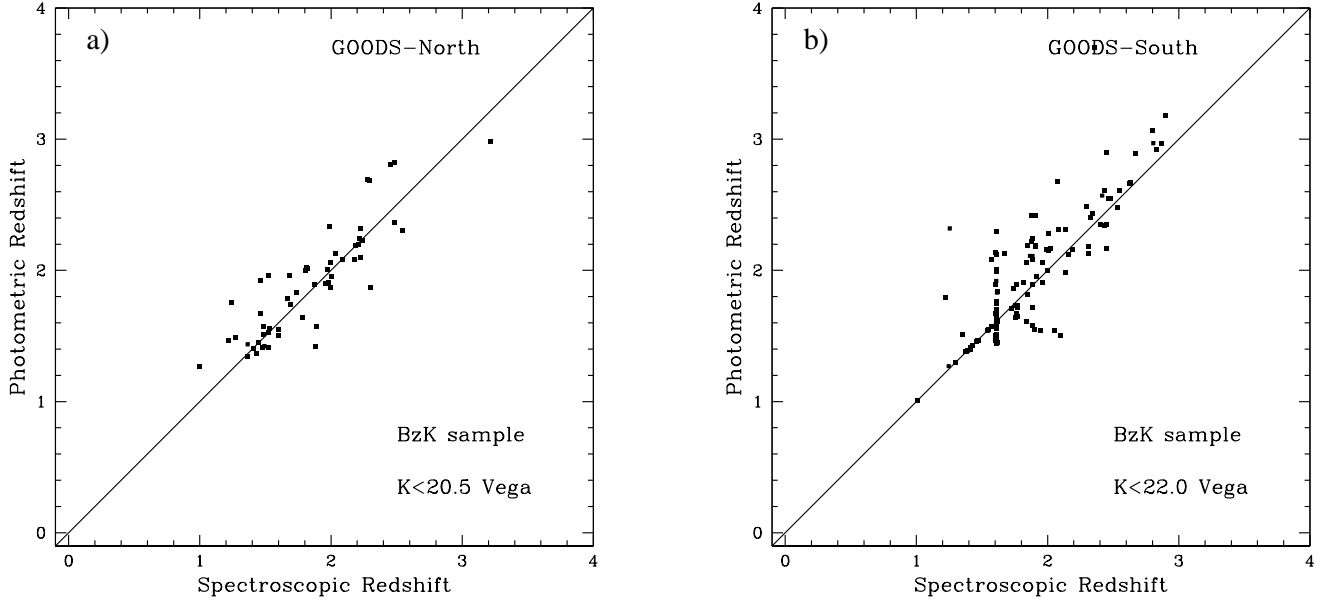 a)
GOODS−North
4
3
2
1
0
Photometric Redshift
BzK sample
K<20.5 Vega
0 1 2 3 4
Spectroscopic Redshift
b)
GOODS−South
4
3
2
1
0
Photometric Redshift
BzK sample
K<22.0 Vega
0 1 2 3 4
Spectroscopic Redshift